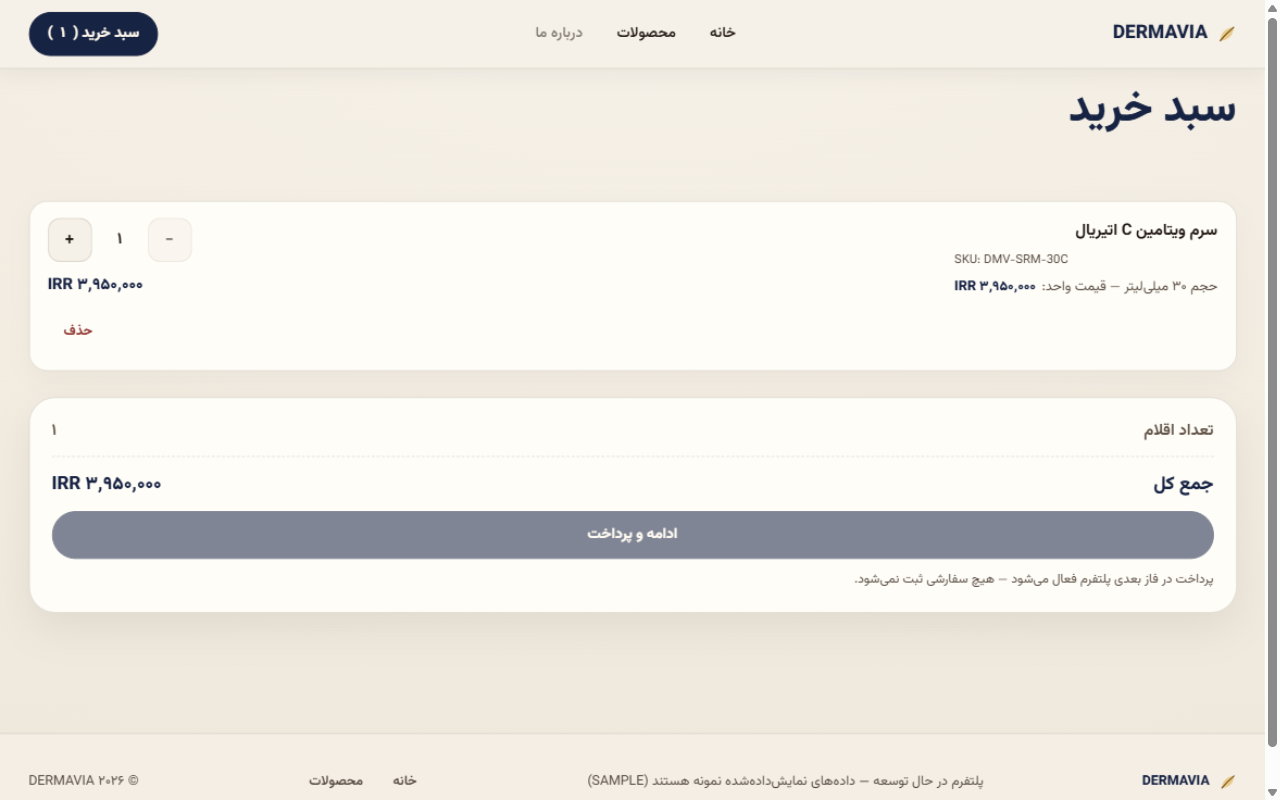 DERMAVIA
خانه
محصولات
درباره ما
سبد خرید ( ۱ )
سبد خرید
سرم ویتامین C اتیریال
SKU: DMV-SRM-30C
حجم ۳۰ میلی‌لیتر — قیمت واحد: ۳,۹۵۰,۰۰۰ IRR
− ۱ +
۳,۹۵۰,۰۰۰ IRR
حذف
تعداد اقلام ۱
جمع کل ۳,۹۵۰,۰۰۰ IRR
ادامه و پرداخت
پرداخت در فاز بعدی پلتفرم فعال می‌شود — هیچ سفارشی ثبت نمی‌شود.
DERMAVIA
پلتفرم در حال توسعه — داده‌های نمایش‌داده‌شده نمونه هستند (SAMPLE)
خانه
محصولات
© ۲۰۲۶ DERMAVIA